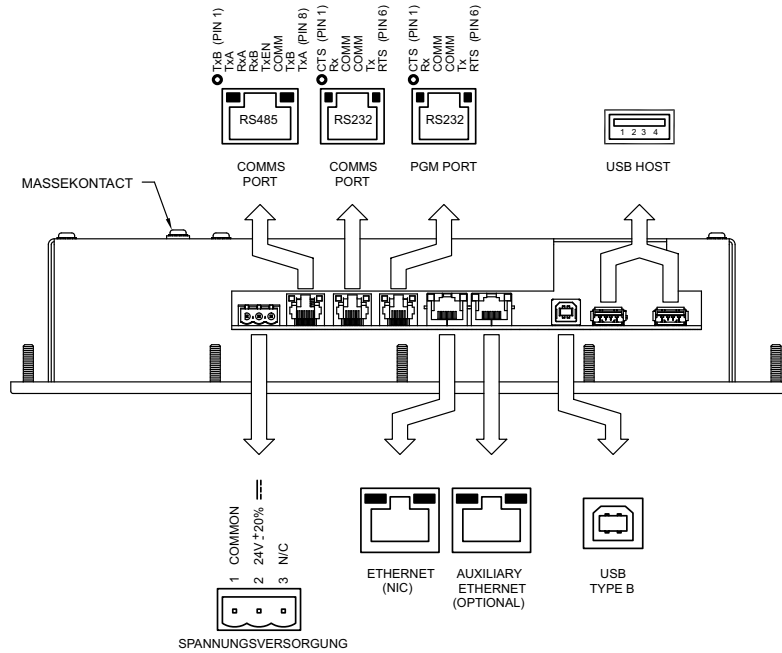 TxB (PIN 1)
TxA
RxA
RxB
TxEN
COMM
TxB
TxA (PIN 8)
CTS (PIN 1)
Rx
COMM
COMM
Tx
RTS (PIN 6)
CTS (PIN 1)
Rx
COMM
COMM
Tx
RTS (PIN 6)
RS485
RS232
RS232
1 2 3 4
COMMS
PORT
COMMS
PORT
PGM PORT
USB HOST
MASSEKONTACT
1 COMMON
2 24V ±20%
3 N/C
SPANNUNGSVERSORGUNG
ETHERNET
(NIC)
AUXILIARY
ETHERNET
(OPTIONAL)
USB
TYPE B